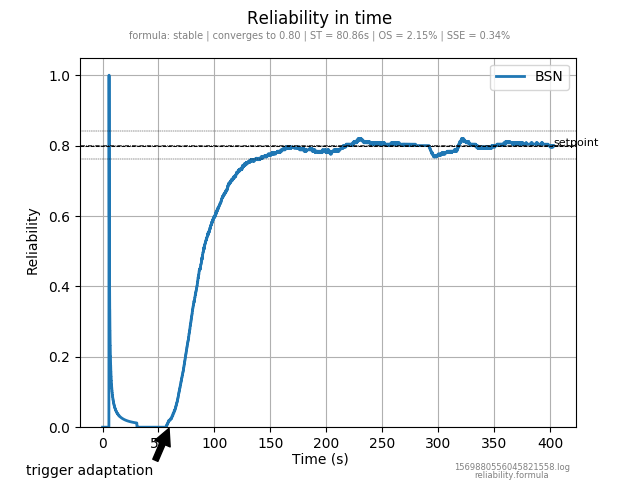 Reliability in time
formula: stable | converges to 0.80 | ST = 80.86s | OS = 2.15% | SSE = 0.34%
BSN
setpoint
Reliability
1.0
0.8
0.6
0.4
0.2
0.0
0 50 100 150 200 250 300 350 400
Time (s)
trigger adaptation
1569880556045821558.log
reliability.formula